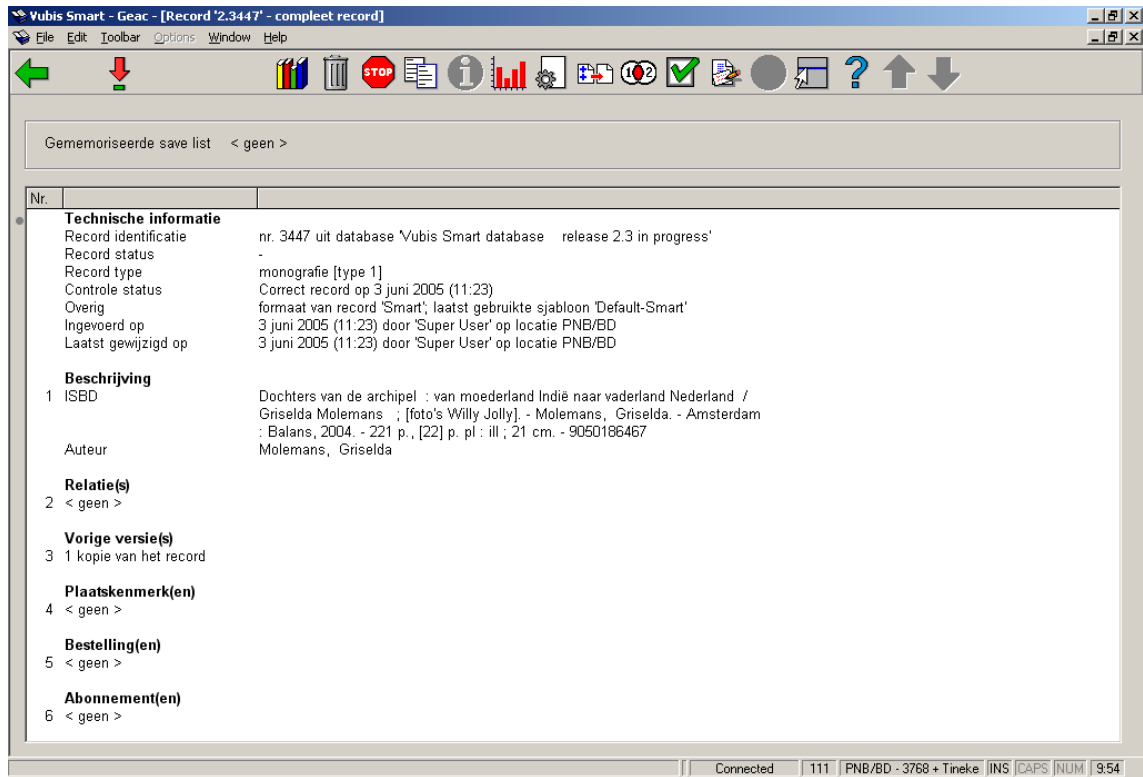 Vubis Smart - Geac - [Record '2.3447' - compleet record]
File Edit Toolbar Options Window Help
STOP i 1 2 ?
Gememoriseerde save list < geen >
Nr.
Technische informatie
Record identificatie nr. 3447 uit database 'Vubis Smart database release 2.3 in progress'
Record status -
Record type monografie [type 1]
Controle status Correct record op 3 juni 2005 (11:23)
Overig formaat van record 'Smart'; laatst gebruikte sjabloon 'Default-Smart'
Ingevoerd op 3 juni 2005 (11:23) door 'Super User' op locatie PNB/BD
Laatst gewijzigd op 3 juni 2005 (11:23) door 'Super User' op locatie PNB/BD
Beschrijving
1 ISBD Dochters van de archipel : van moederland Indië naar vaderland Nederland /
Griselda Molemans ; [foto's Willy Jolly]. - Molemans, Griselda. - Amsterdam
: Balans, 2004. - 221 p., [22] p. pl : ill ; 21 cm. - 9050186467
Auteur Molemans, Griselda
Relatie(s)
2 < geen >
Vorige versie(s)
3 1 kopie van het record
Plaatskenmerk(en)
4 < geen >
Bestelling(en)
5 < geen >
Abonnement(en)
6 < geen >
Connected 111 PNB/BD - 3768 + Tineke INS CAPS NUM 9:54